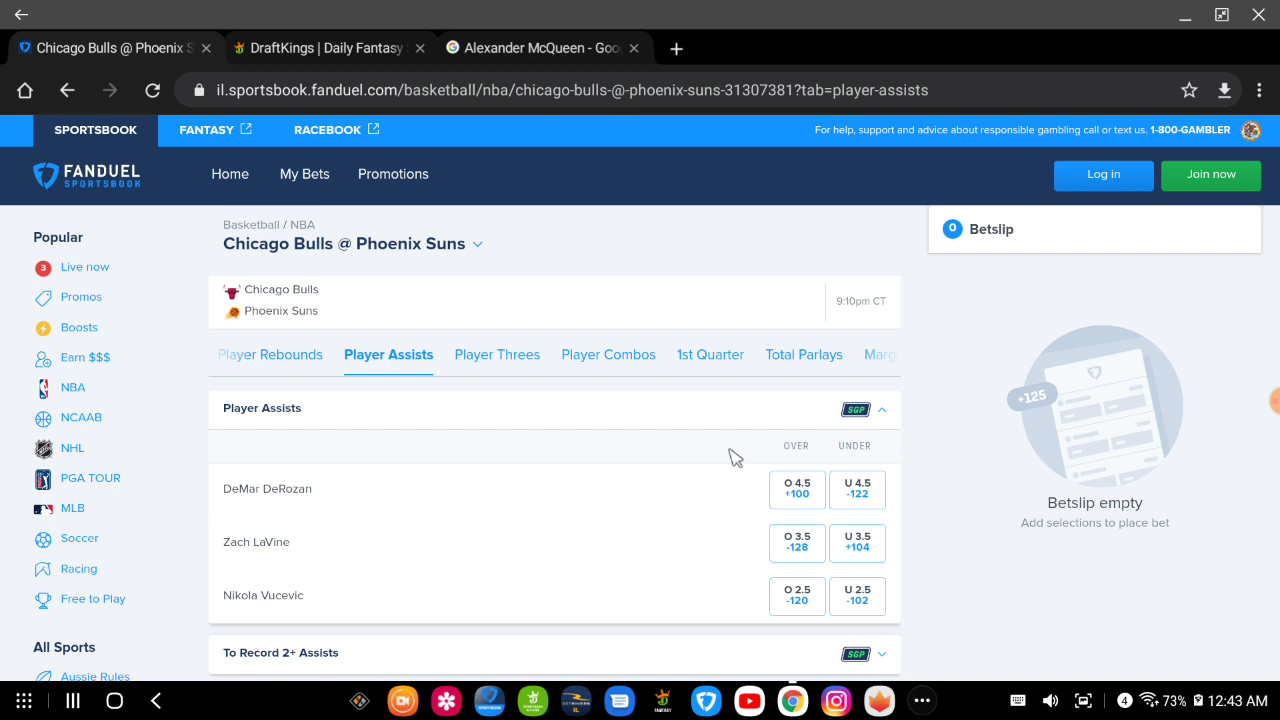 Chicago Bulls @ Phoenix S
DraftKings | Daily Fantasy
Alexander McQueen - Goo
il.sportsbook.fanduel.com/basketball/nba/chicago-bulls-@-phoenix-suns-31307381?tab=player-assists
SPORTSBOOK FANTASY RACEBOOK For help, support and advice about responsible gambling call or text us. 1-800-GAMBLER
FANDUEL
SPORTSBOOK
Home My Bets Promotions Log in Join now
Popular
Live now
3
Promos
Boosts
Earn $$$
NBA
NCAAB
NHL
PGA TOUR
MLB
Soccer
Racing
Free to Play
All Sports
Aussie Rules
Basketball / NBA
Chicago Bulls @ Phoenix Suns
Chicago Bulls
Phoenix Suns
9:10pm CT
Player Rebounds Player Assists Player Threes Player Combos 1st Quarter Total Parlays Marg
Player Assists SGP
OVER UNDER
DeMar DeRozan
O 4.5 U 4.5
+100 -122
Zach LaVine
O 3.5 U 3.5
-128 +104
Nikola Vucevic
O 2.5 U 2.5
-120 -102
To Record 2+ Assists SGP
0 Betslip
+125
Betslip empty
Add selections to place bet
4 73% 12:43 AM